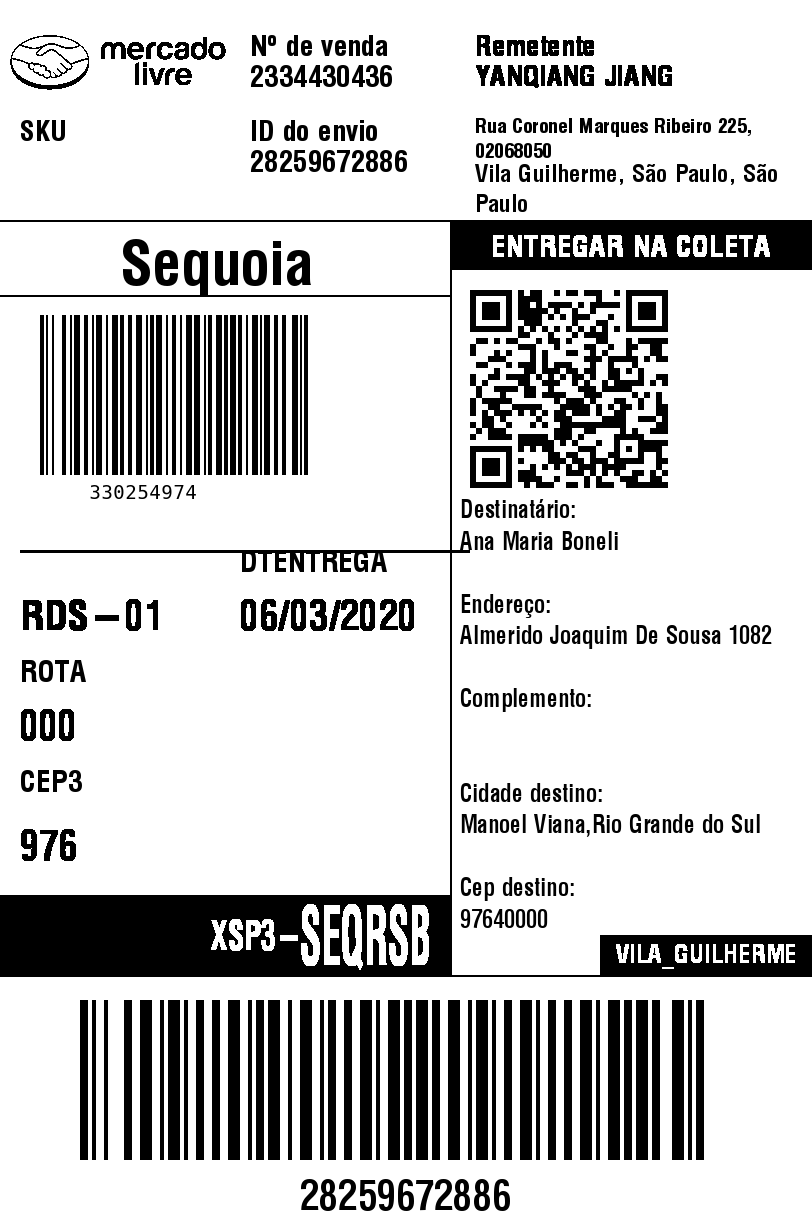 mercado
livre
Nº de venda
2334430436
Remetente
YANQIANG JIANG
SKU
ID do envio
28259672886
Rua Coronel Marques Ribeiro 225,
02068050
Vila Guilherme, São Paulo, São
Paulo
Sequoia
ENTREGAR NA COLETA
330254974
DTENTREGA
RDS-01
06/03/2020
ROTA
000
CEP3
976
XSP3-SEQRSB
Destinatário:
Ana Maria Boneli
Endereço:
Almerido Joaquim De Sousa 1082
Complemento:
Cidade destino:
Manoel Viana,Rio Grande do Sul
Cep destino:
97640000
VILA_GUILHERME
28259672886